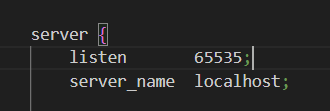 server {
listen 65535;
server_name localhost;